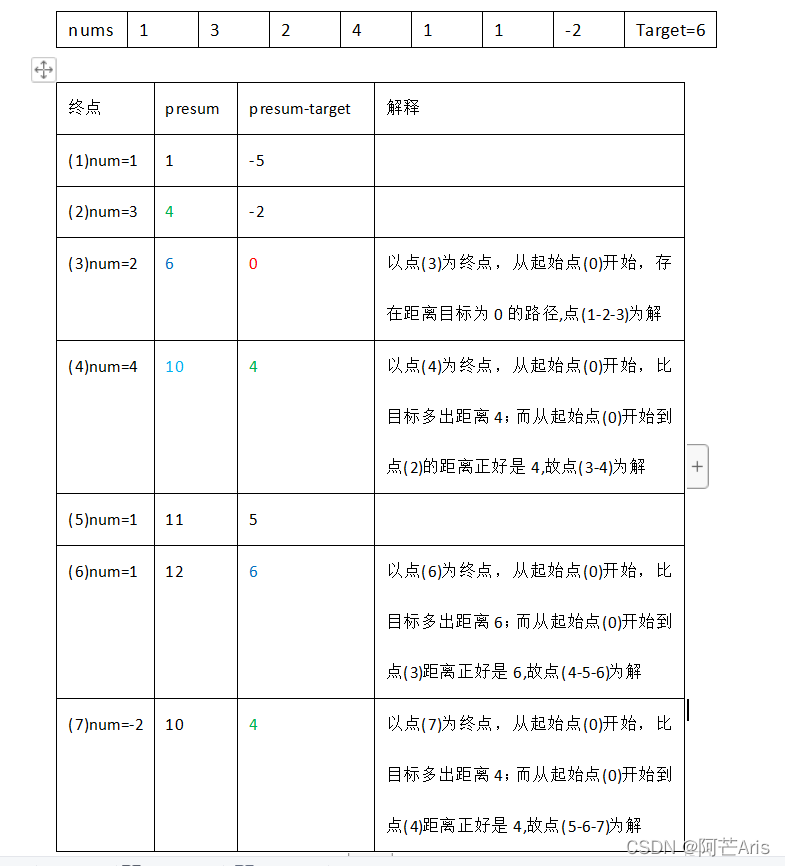 nums 1 3 2 4 1 1 -2 Target=6
终点 presum presum-target 解释
(1)num=1 1 -5
(2)num=3 4 -2
(3)num=2 6 0 以点(3)为终点，从起始点(0)开始，存
在距离目标为 0 的路径,点(1-2-3)为解
(4)num=4 10 4 以点(4)为终点，从起始点(0)开始，比
目标多出距离 4；而从起始点(0)开始到
点(2)的距离正好是 4,故点(3-4)为解
(5)num=1 11 5
(6)num=1 12 6 以点(6)为终点，从起始点(0)开始，比
目标多出距离 6；而从起始点(0)开始到
点(3)距离正好是 6,故点(4-5-6)为解
(7)num=-2 10 4 以点(7)为终点，从起始点(0)开始，比
目标多出距离 4；而从起始点(0)开始到
点(4)距离正好是 4,故点(5-6-7)为解
CSDN @阿芒Aris